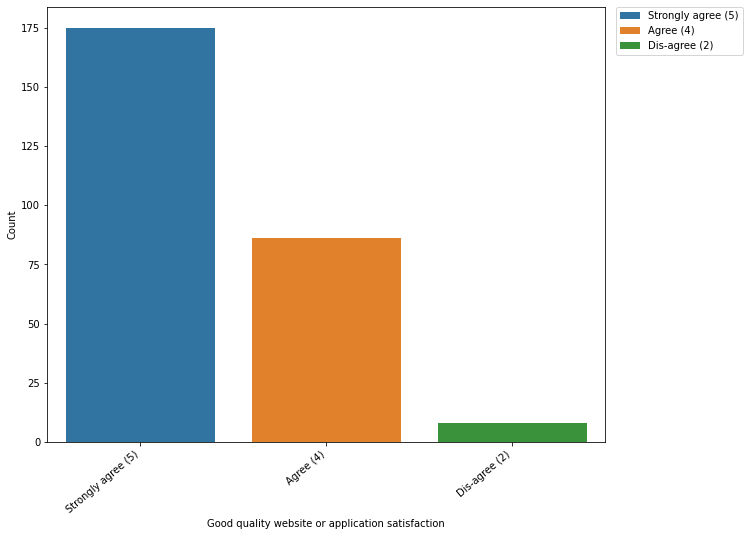 Strongly agree (5)
Agree (4)
Dis-agree (2)
175
150
125
100
75
50
25
0
Count
Strongly agree (5)
Agree (4)
Dis-agree (2)
Good quality website or application satisfaction